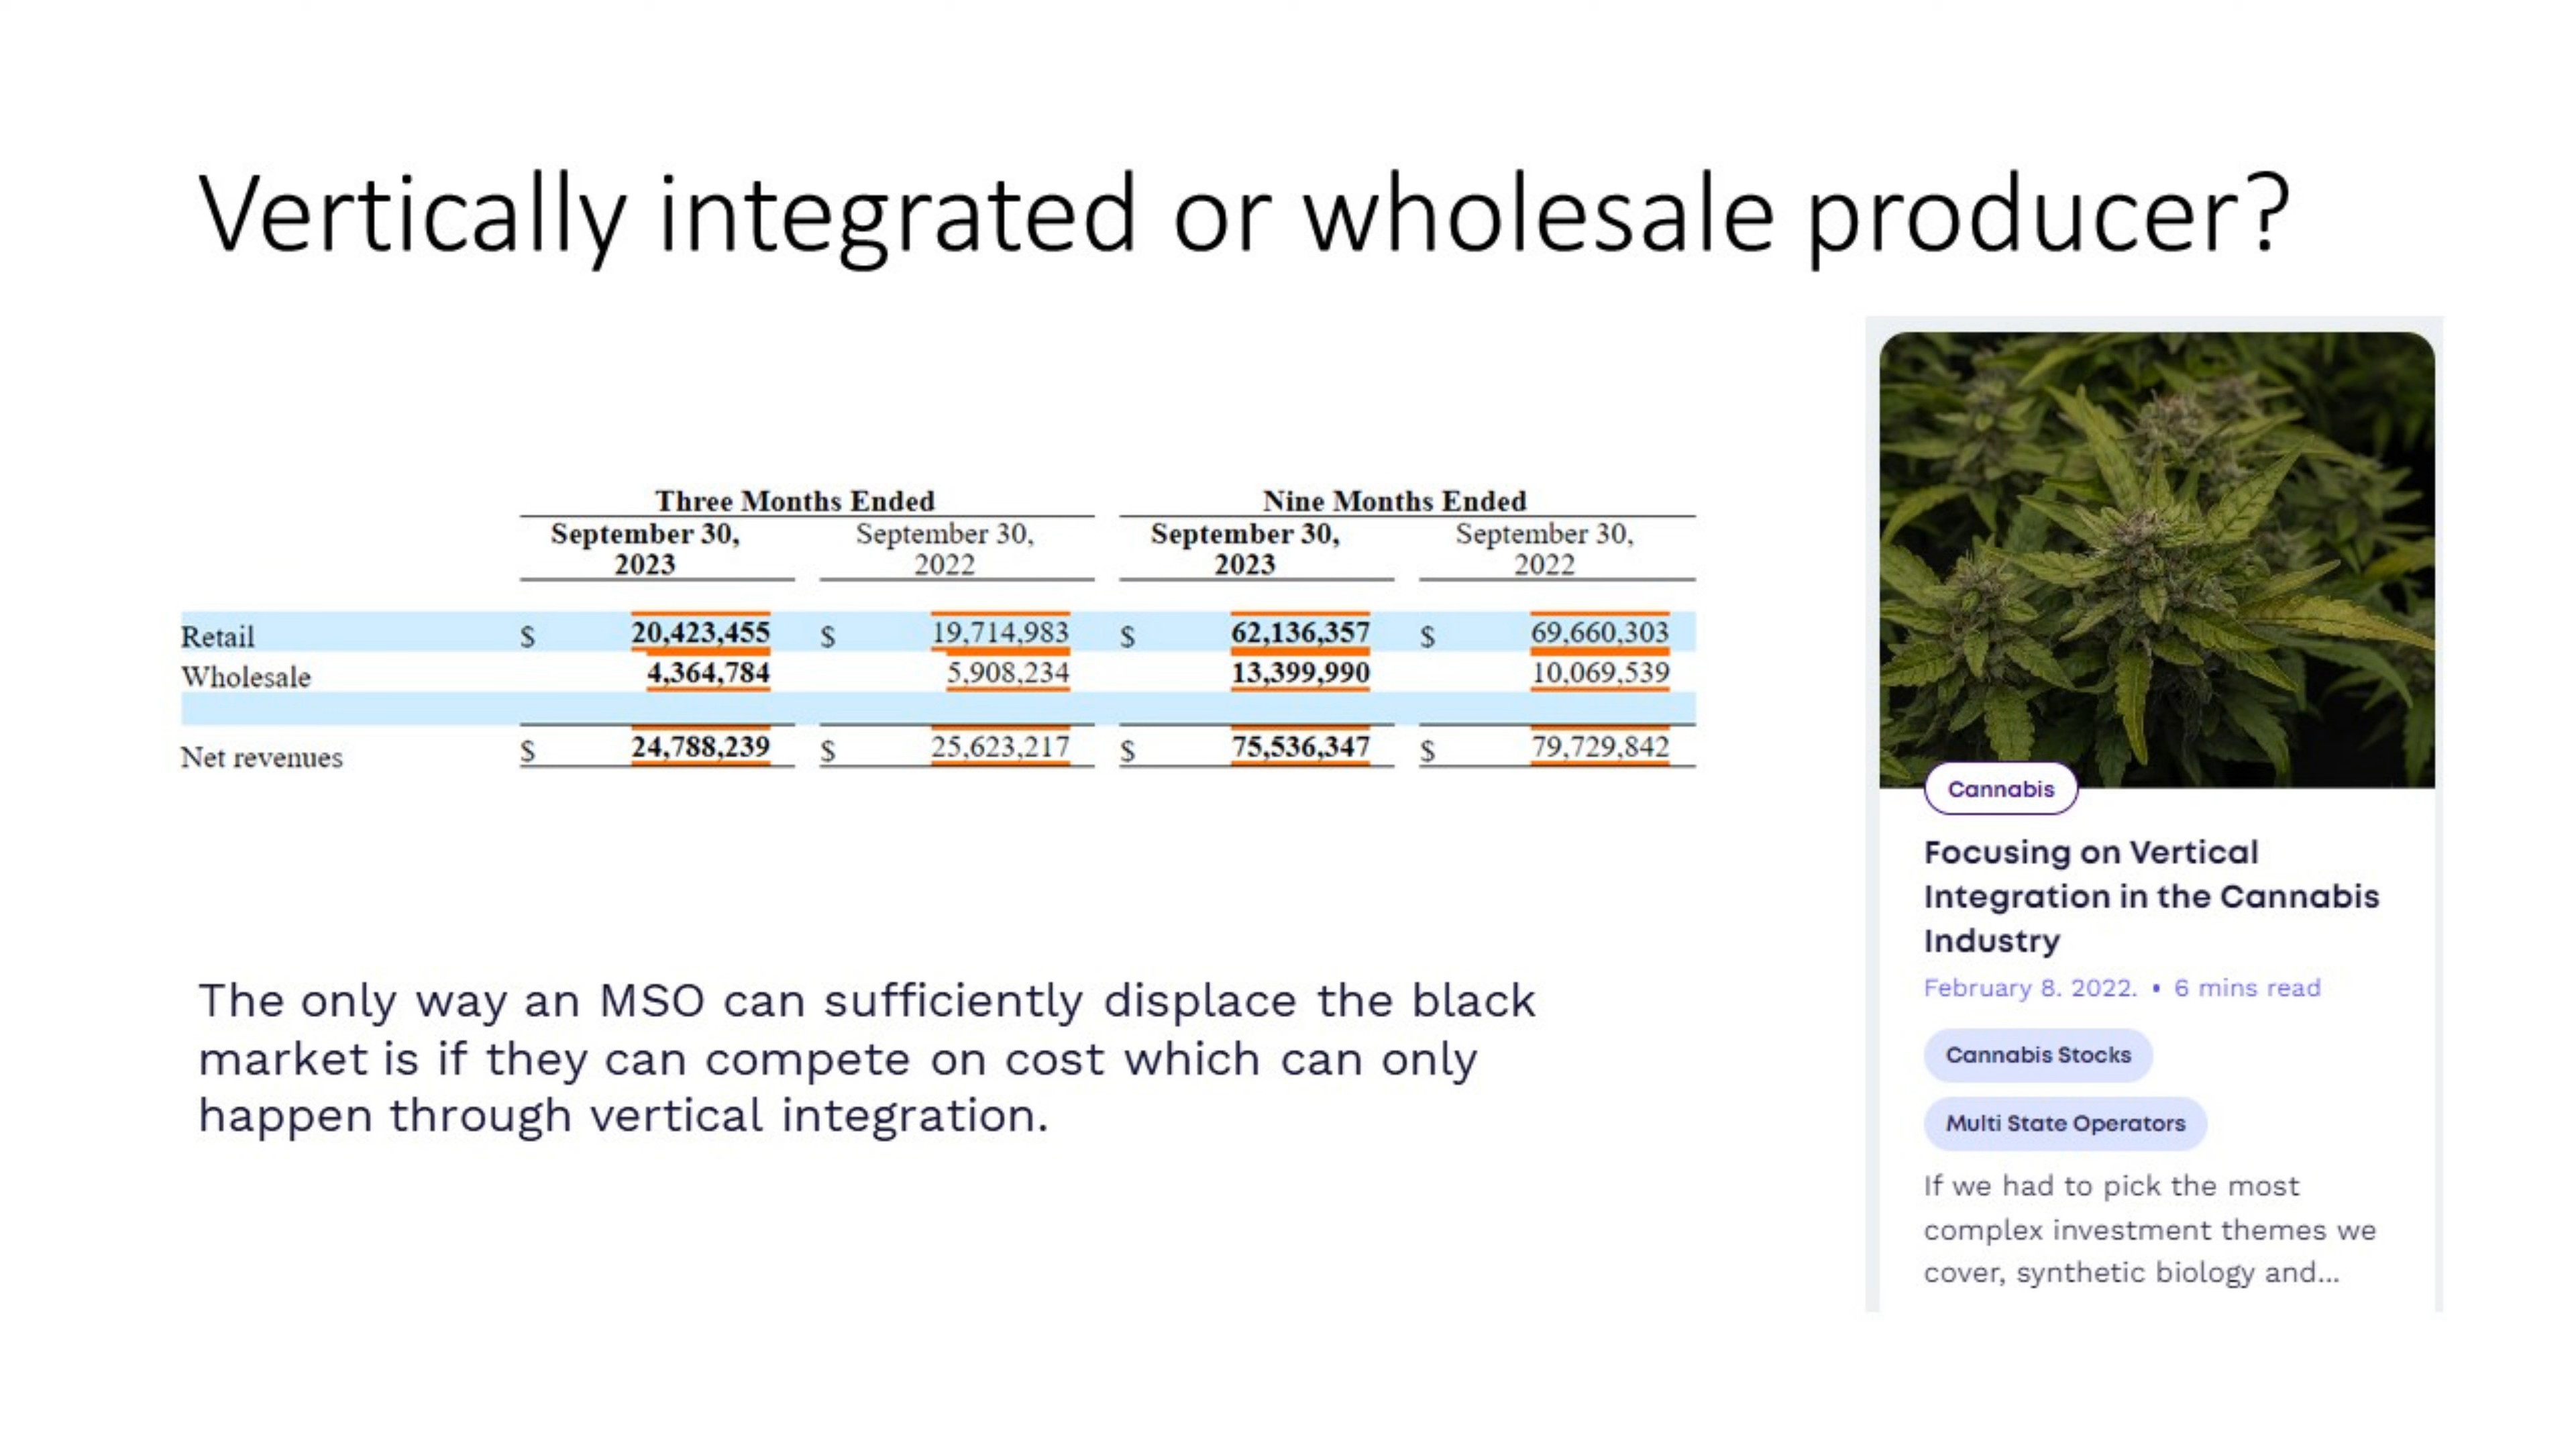 Vertically integrated or wholesale producer?
Three Months Ended Nine Months Ended
September 30, September 30, September 30, September 30,
2023 2022 2023 2022
Retail $ 20,423,455 $ 19,714,983 $ 62,136,357 $ 69,660,303
Wholesale 4,364,784 5,908,234 13,399,990 10,069,539
Net revenues $ 24,788,239 $ 25,623,217 $ 75,536,347 $ 79,729,842
The only way an MSO can sufficiently displace the black
market is if they can compete on cost which can only
happen through vertical integration.
Cannabis
Focusing on Vertical
Integration in the Cannabis
Industry
February 8. 2022. • 6 mins read
Cannabis Stocks
Multi State Operators
If we had to pick the most
complex investment themes we
cover, synthetic biology and...